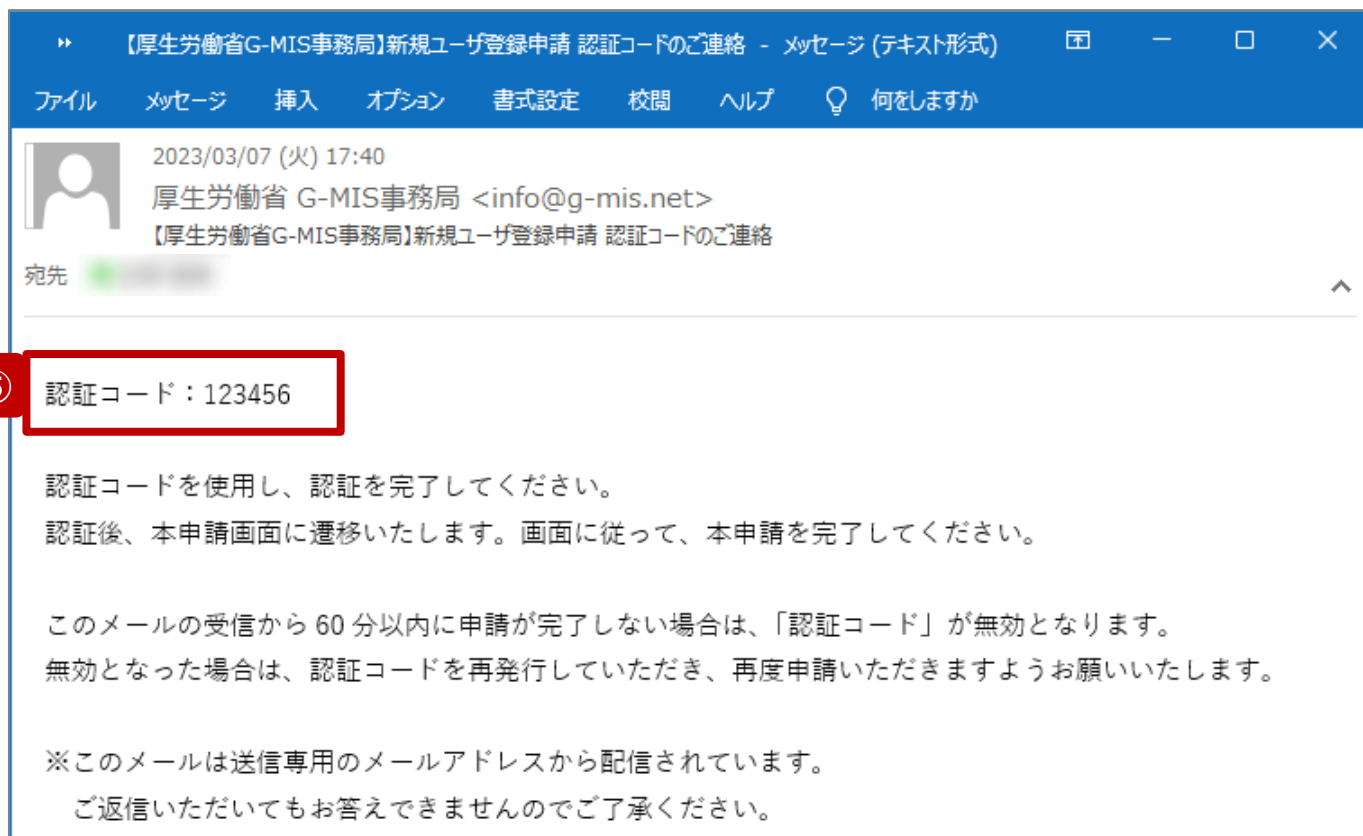 【厚生労働省G-MIS事務局】新規ユーザ登録申請 認証コードのご連絡 - メッセージ (テキスト形式)
ファイル メッセージ 挿入 オプション 書式設定 校閲 ヘルプ 何をしますか
2023/03/07 (火) 17:40
厚生労働省 G-MIS事務局 <info@g-mis.net>
【厚生労働省G-MIS事務局】新規ユーザ登録申請 認証コードのご連絡
宛先
認証コード：123456
認証コードを使用し、認証を完了してください。
認証後、本申請画面に遷移いたします。画面に従って、本申請を完了してください。
このメールの受信から 60 分以内に申請が完了しない場合は、「認証コード」が無効となります。
無効となった場合は、認証コードを再発行していただき、再度申請いただきますようお願いいたします。
※このメールは送信専用のメールアドレスから配信されています。
ご返信いただいてもお答えできませんのでご了承ください。